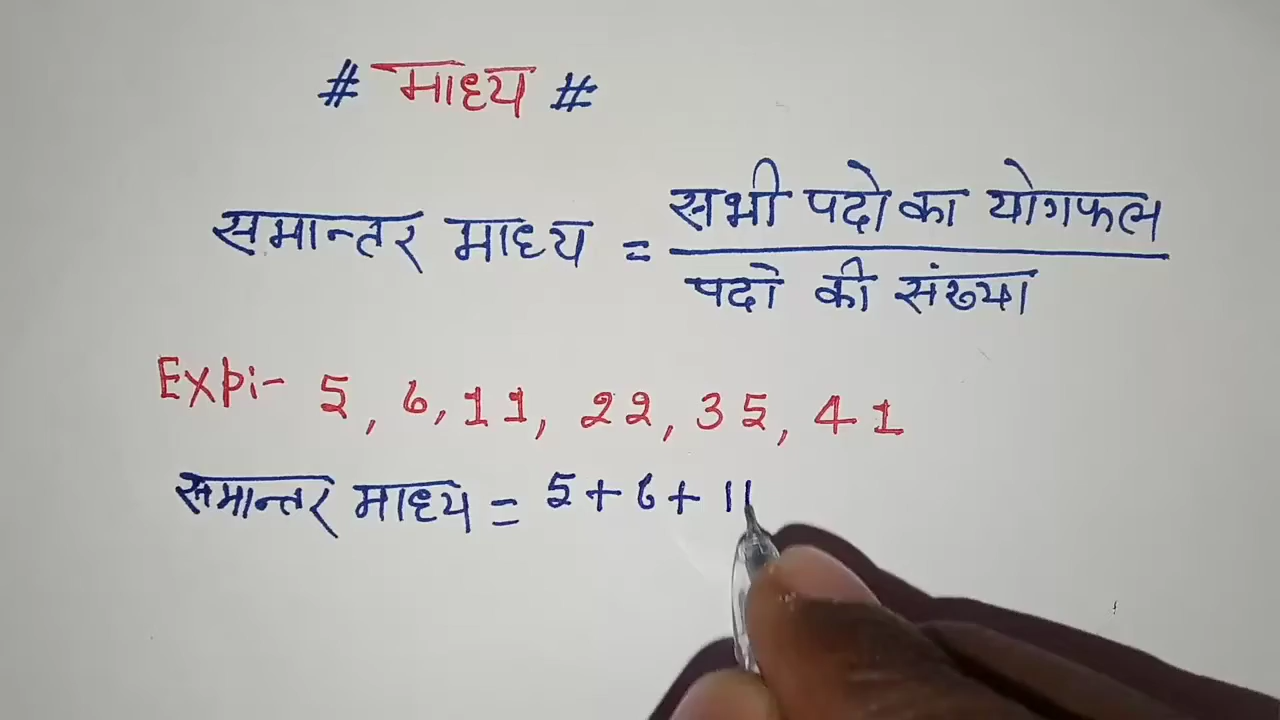 # माध्य #
समान्तर माध्य = सभी पदो का योगफल
पदो की संख्या
Exp:- 5, 6, 11, 22, 35, 41
समान्तर माध्य = 5 + 6 + 11